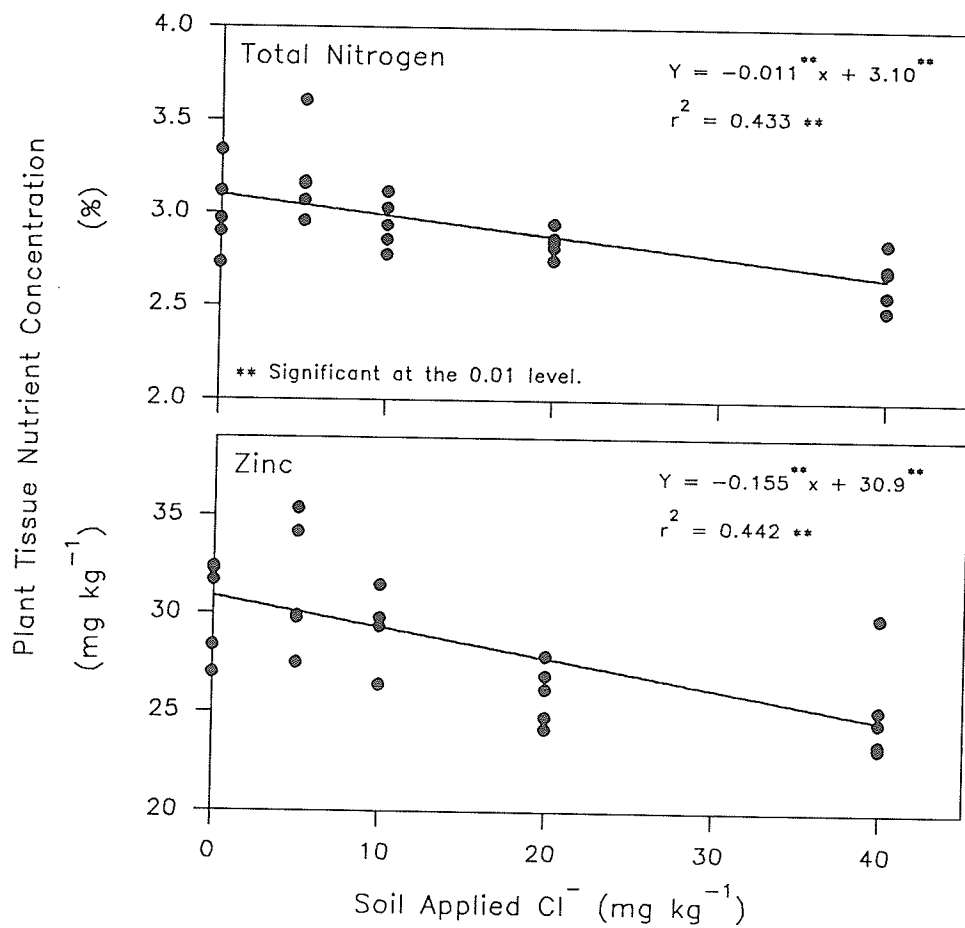 Plant Tissue Nutrient Concentration
(%)
(mg kg⁻¹)
4.0
3.5
3.0
2.5
2.0
Total Nitrogen
Y = −0.011**x + 3.10**
r² = 0.433 **
** Significant at the 0.01 level.
Zinc
Y = −0.155**x + 30.9**
r² = 0.442 **
35
30
25
20
0 10 20 30 40
Soil Applied Cl⁻ (mg kg⁻¹)